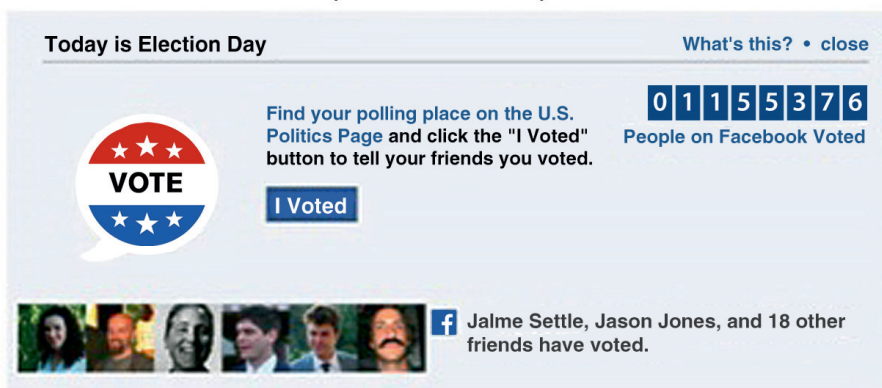 Today is Election Day
What's this? • close
Find your polling place on the U.S.
Politics Page and click the "I Voted"
button to tell your friends you voted.
0 1 1 5 5 3 7 6
People on Facebook Voted
VOTE
I Voted
f
Jalme Settle, Jason Jones, and 18 other
friends have voted.